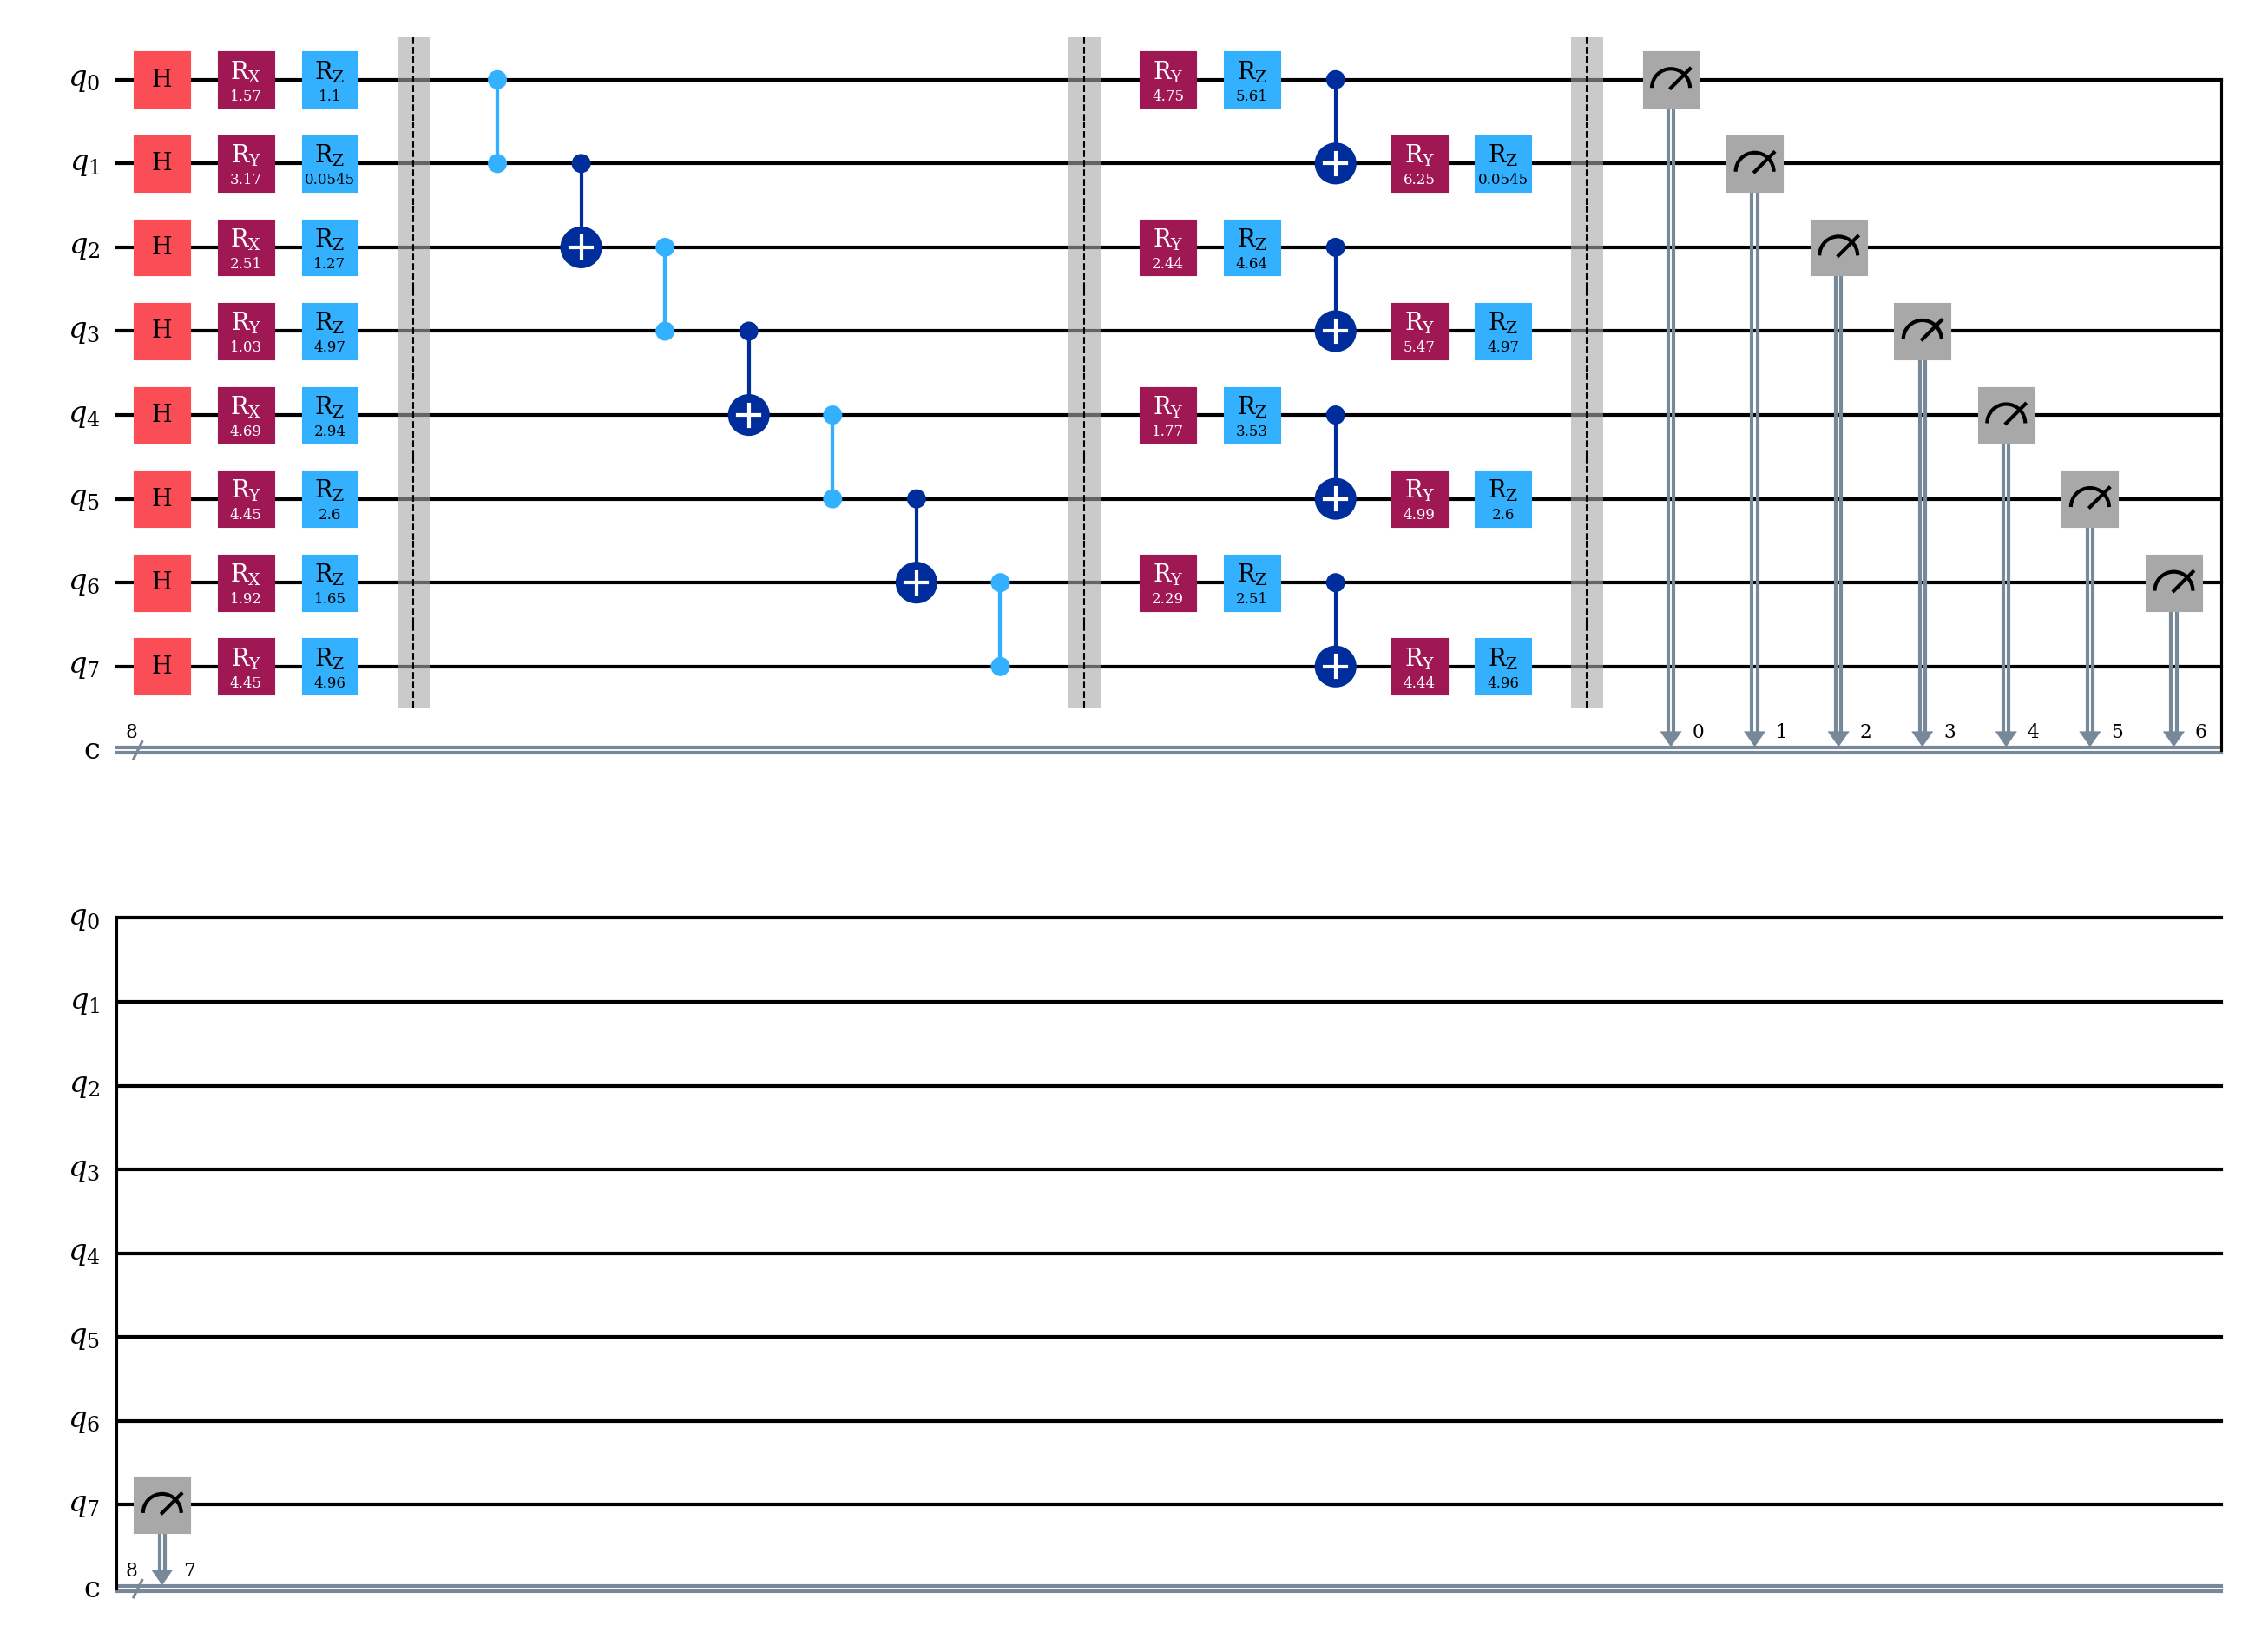 q0 H RX 1.57 RZ 1.1 RY 4.75 RZ 5.61
q1 H RY 3.17 RZ 0.0545 RY 6.25 RZ 0.0545
q2 H RX 2.51 RZ 1.27 RY 2.44 RZ 4.64
q3 H RY 1.03 RZ 4.97 RY 5.47 RZ 4.97
q4 H RX 4.69 RZ 2.94 RY 1.77 RZ 3.53
q5 H RY 4.45 RZ 2.6 RY 4.99 RZ 2.6
q6 H RX 1.92 RZ 1.65 RY 2.29 RZ 2.51
q7 H RY 4.45 RZ 4.96 RY 4.44 RZ 4.96
c 8 0 1 2 3 4 5 6
q0
q1
q2
q3
q4
q5
q6
q7
c 8 7